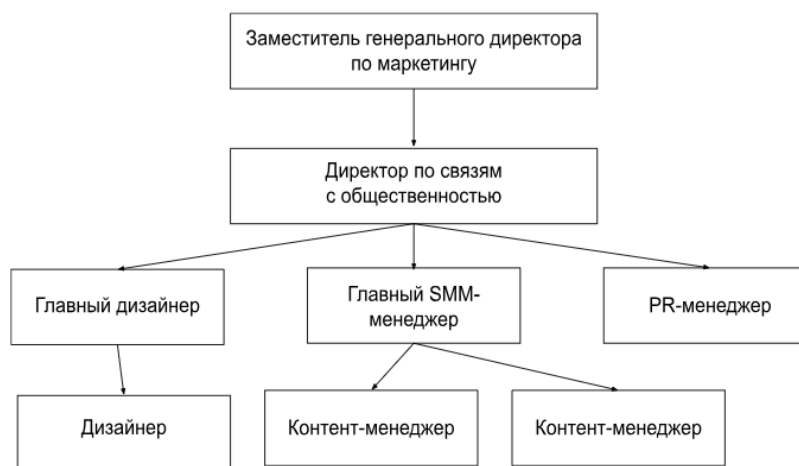 Заместитель генерального директора
по маркетингу
Директор по связям
с общественностью
Главный дизайнер
Главный SMM-
менеджер
PR-менеджер
Дизайнер
Контент-менеджер
Контент-менеджер